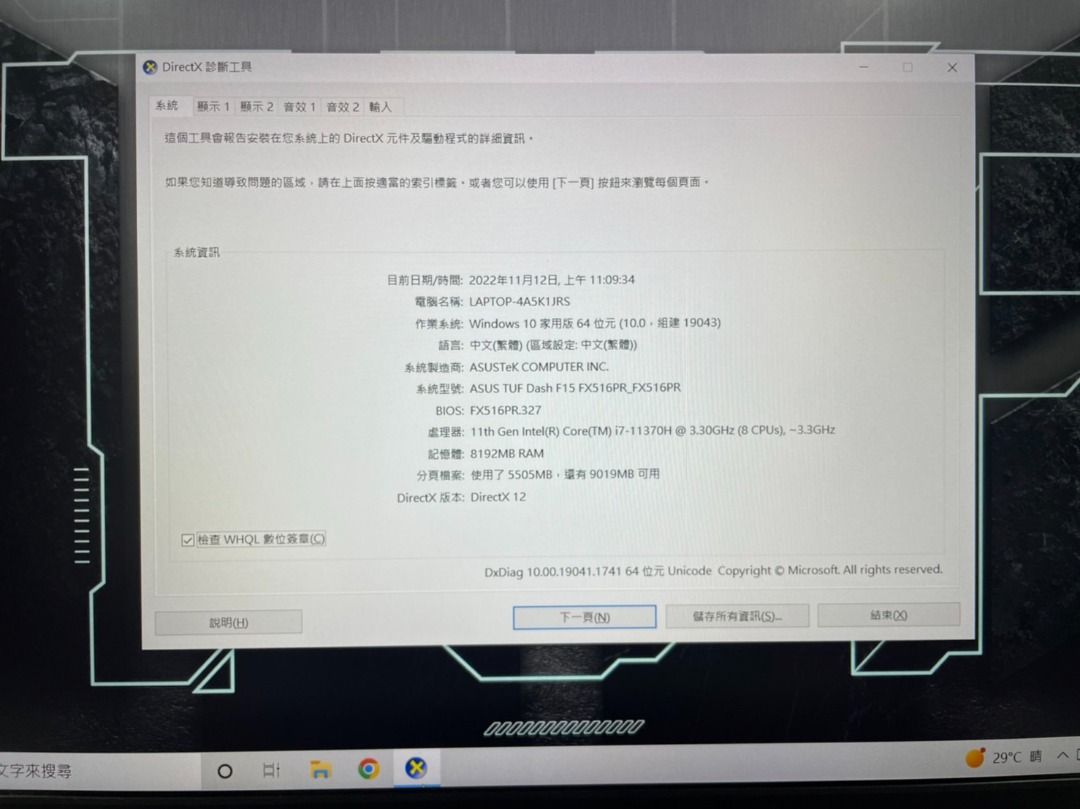 DirectX 診斷工具
系統 顯示 1 顯示 2 音效 1 音效 2 輸入
這個工具會報告安裝在您系統上的 DirectX 元件及驅動程式的詳細資訊。
如果您知道導致問題的區域，請在上面按適當的索引標籤。或者您可以使用 [下一頁] 按鈕來瀏覽每個頁面。
系統資訊
目前日期/時間: 2022年11月12日, 上午 11:09:34
電腦名稱: LAPTOP-4A5K1JRS
作業系統: Windows 10 家用版 64 位元 (10.0，組建 19043)
語言: 中文(繁體) (區域設定: 中文(繁體))
系統製造商: ASUSTeK COMPUTER INC.
系統型號: ASUS TUF Dash F15 FX516PR_FX516PR
BIOS: FX516PR.327
處理器: 11th Gen Intel(R) Core(TM) i7-11370H @ 3.30GHz (8 CPUs), ~3.3GHz
記憶體: 8192MB RAM
分頁檔案: 使用了 5505MB，還有 9019MB 可用
DirectX 版本: DirectX 12
檢查 WHQL 數位簽章(C)
DxDiag 10.00.19041.1741 64 位元 Unicode Copyright © Microsoft. All rights reserved.
說明(H) 下一頁(N) 儲存所有資訊(S)... 結束(X)
文字來搜尋 29°C 晴